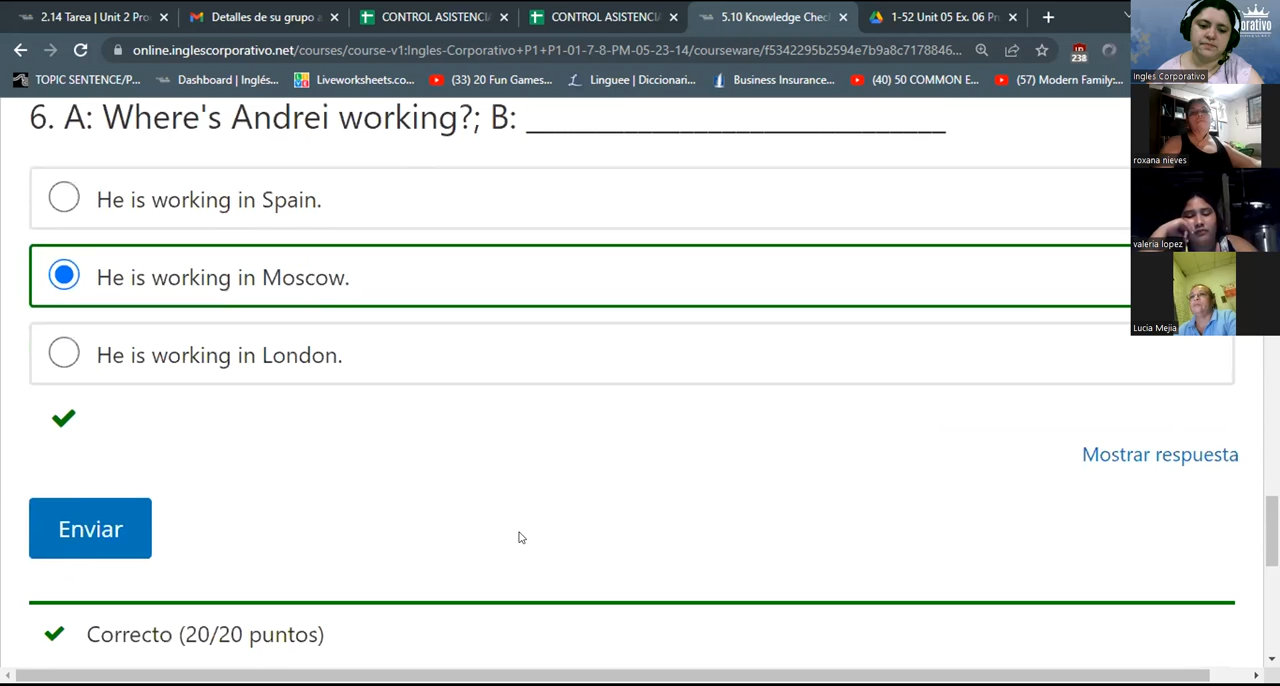 2.14 Tarea | Unit 2 Pro
Detalles de su grupo a
CONTROL ASISTENCI
CONTROL ASISTENCI
5.10 Knowledge Chec
1-52 Unit 05 Ex. 06 Pr
online.inglescorporativo.net/courses/course-v1:Ingles-Corporativo+P1+P1-01-7-8-PM-05-23-14/courseware/f5342295b2594e7b9a8c7178846...
238
TOPIC SENTENCE/P...
Dashboard | Inglés...
Liveworksheets.co...
(33) 20 Fun Games...
Linguee | Diccionari...
Business Insurance...
(40) 50 COMMON E...
(57) Modern Family:...
orativo
Ingles Corporativo
roxana nieves
valeria lopez
Lucia Mejia
6. A: Where's Andrei working?; B: ____________________________
He is working in Spain.
He is working in Moscow.
He is working in London.
Mostrar respuesta
Enviar
Correcto (20/20 puntos)